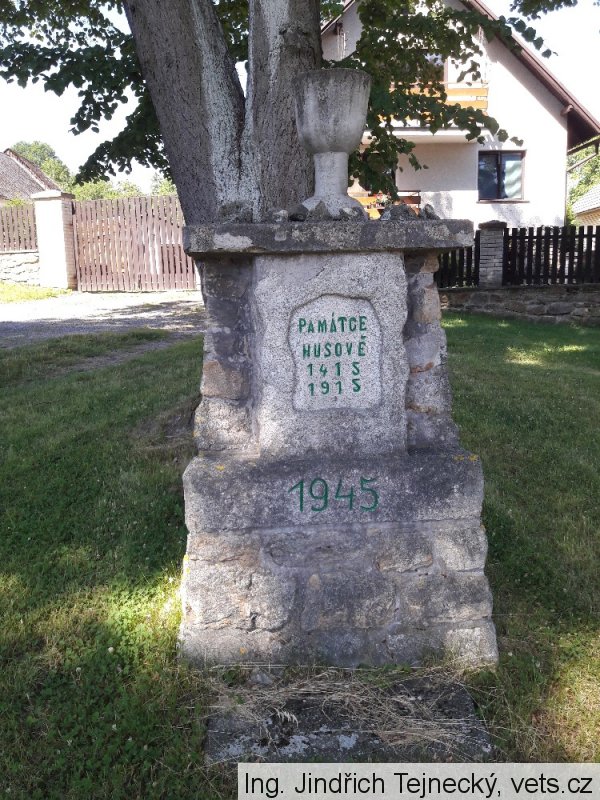 PAMÁTCE
HUSOVĚ
1415
1915
1945
Ing. Jindřich Tejnecký, vets.cz